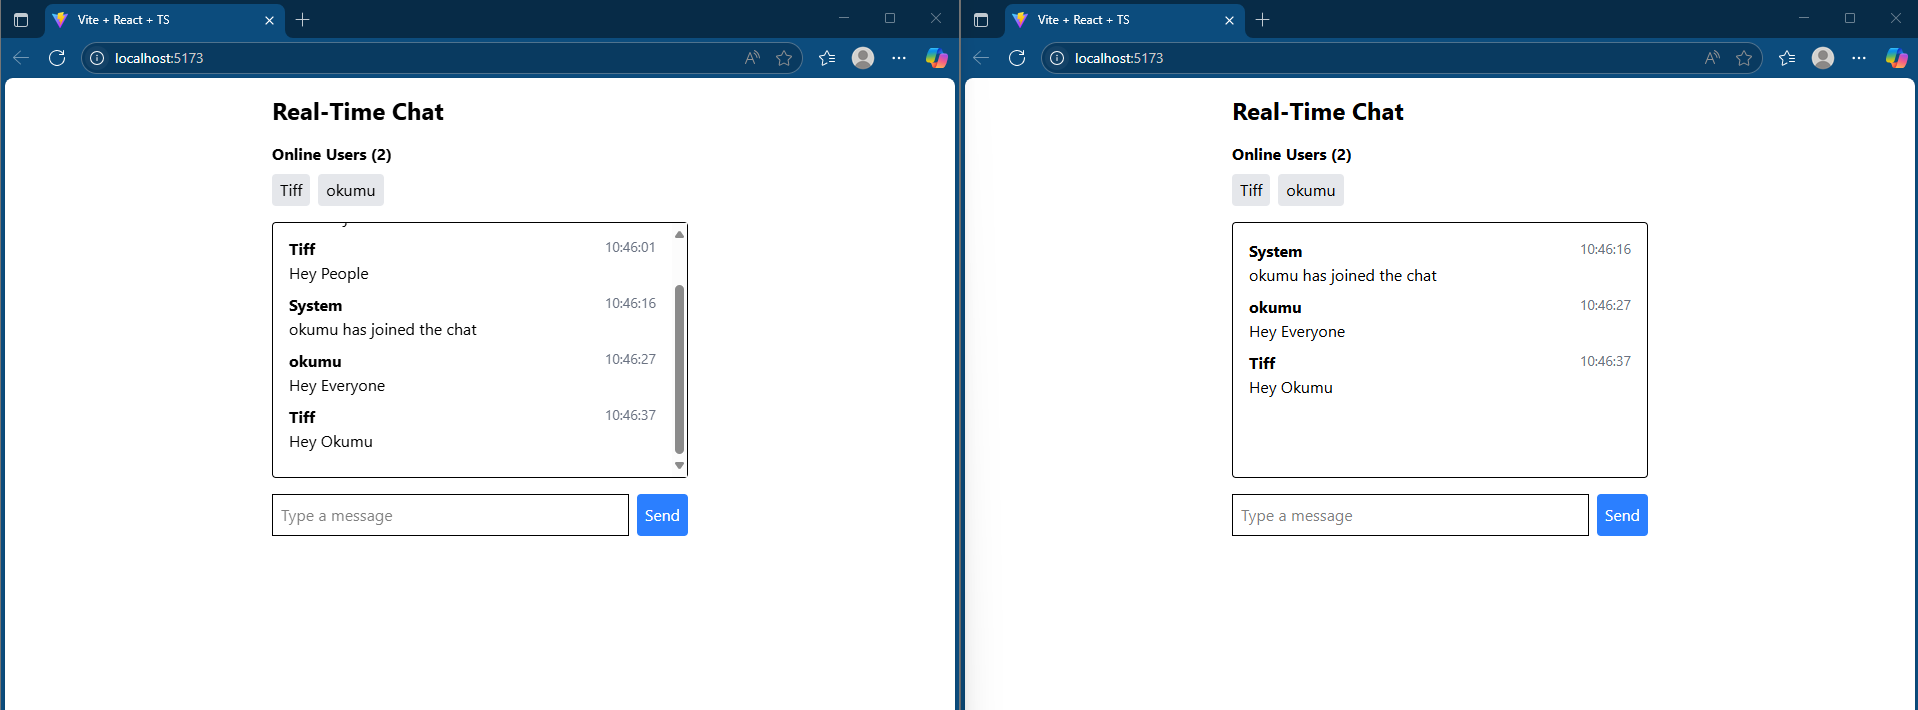 Vite + React + TS
localhost:5173
Real-Time Chat
Online Users (2)
Tiff okumu
Tiff 10:46:01
Hey People
System 10:46:16
okumu has joined the chat
okumu 10:46:27
Hey Everyone
Tiff 10:46:37
Hey Okumu
Type a message Send
Vite + React + TS
localhost:5173
Real-Time Chat
Online Users (2)
Tiff okumu
System 10:46:16
okumu has joined the chat
okumu 10:46:27
Hey Everyone
Tiff 10:46:37
Hey Okumu
Type a message Send